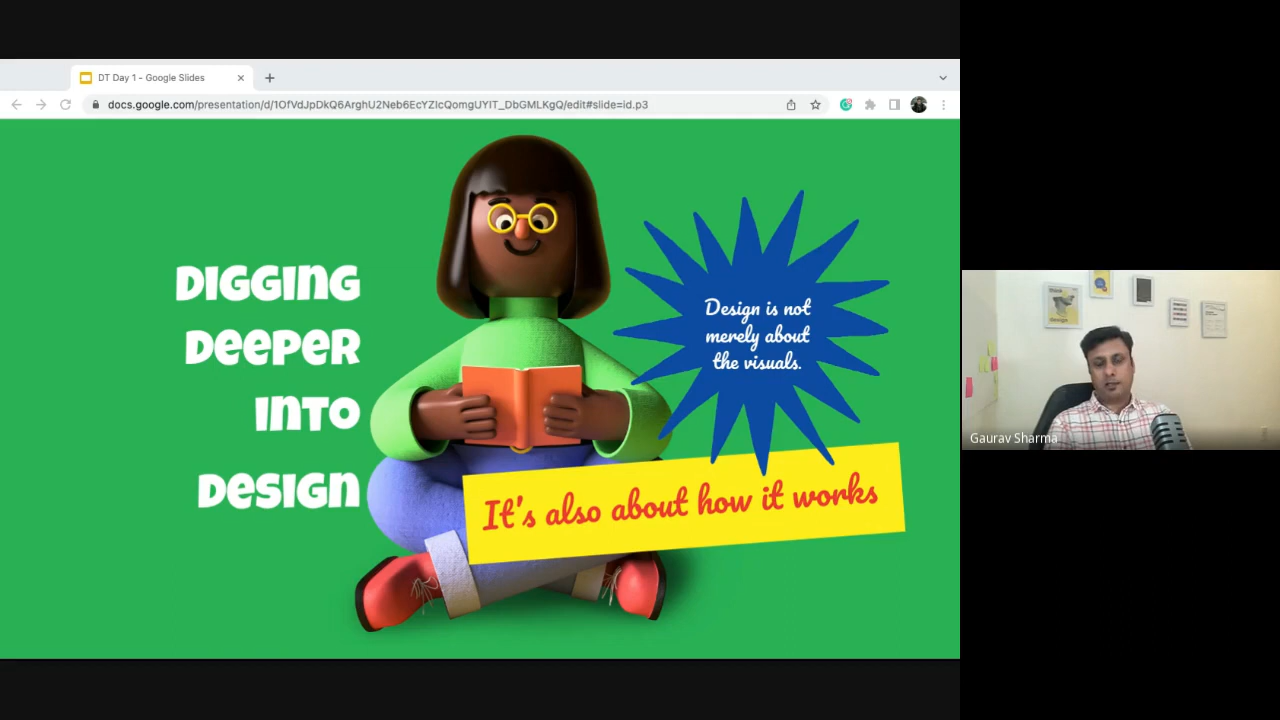 DT Day 1 - Google Slides
docs.google.com/presentation/d/1OfVdJpDkQ6ArghU2Neb6EcYZIcQomgUYIT_DbGMLKgQ/edit#slide=id.p3
DIGGING
DEEPER
INTO
DESIGN
Design is not
merely about
the visuals.
It's also about how it works
Gaurav Sharma